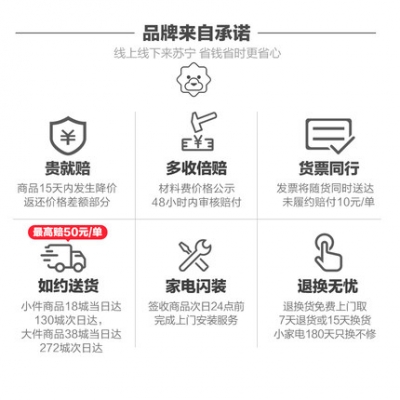 品牌来自承诺
线上线下来苏宁 省钱省时更省心
贵就赔
商品15天内发生降价
返还价格差额部分
多收倍赔
材料费价格公示
48小时内审核赔付
货票同行
发票将随货同时送达
未履约赔付10元/单
最高赔50元/单
如约送货
小件商品18城当日达
130城次日达，
大件商品38城当日达
272城次日达
家电闪装
签收商品次日24点前
完成上门安装服务
退换无忧
退换货免费上门取
7天退货或15天换货
小家电180天只换不修